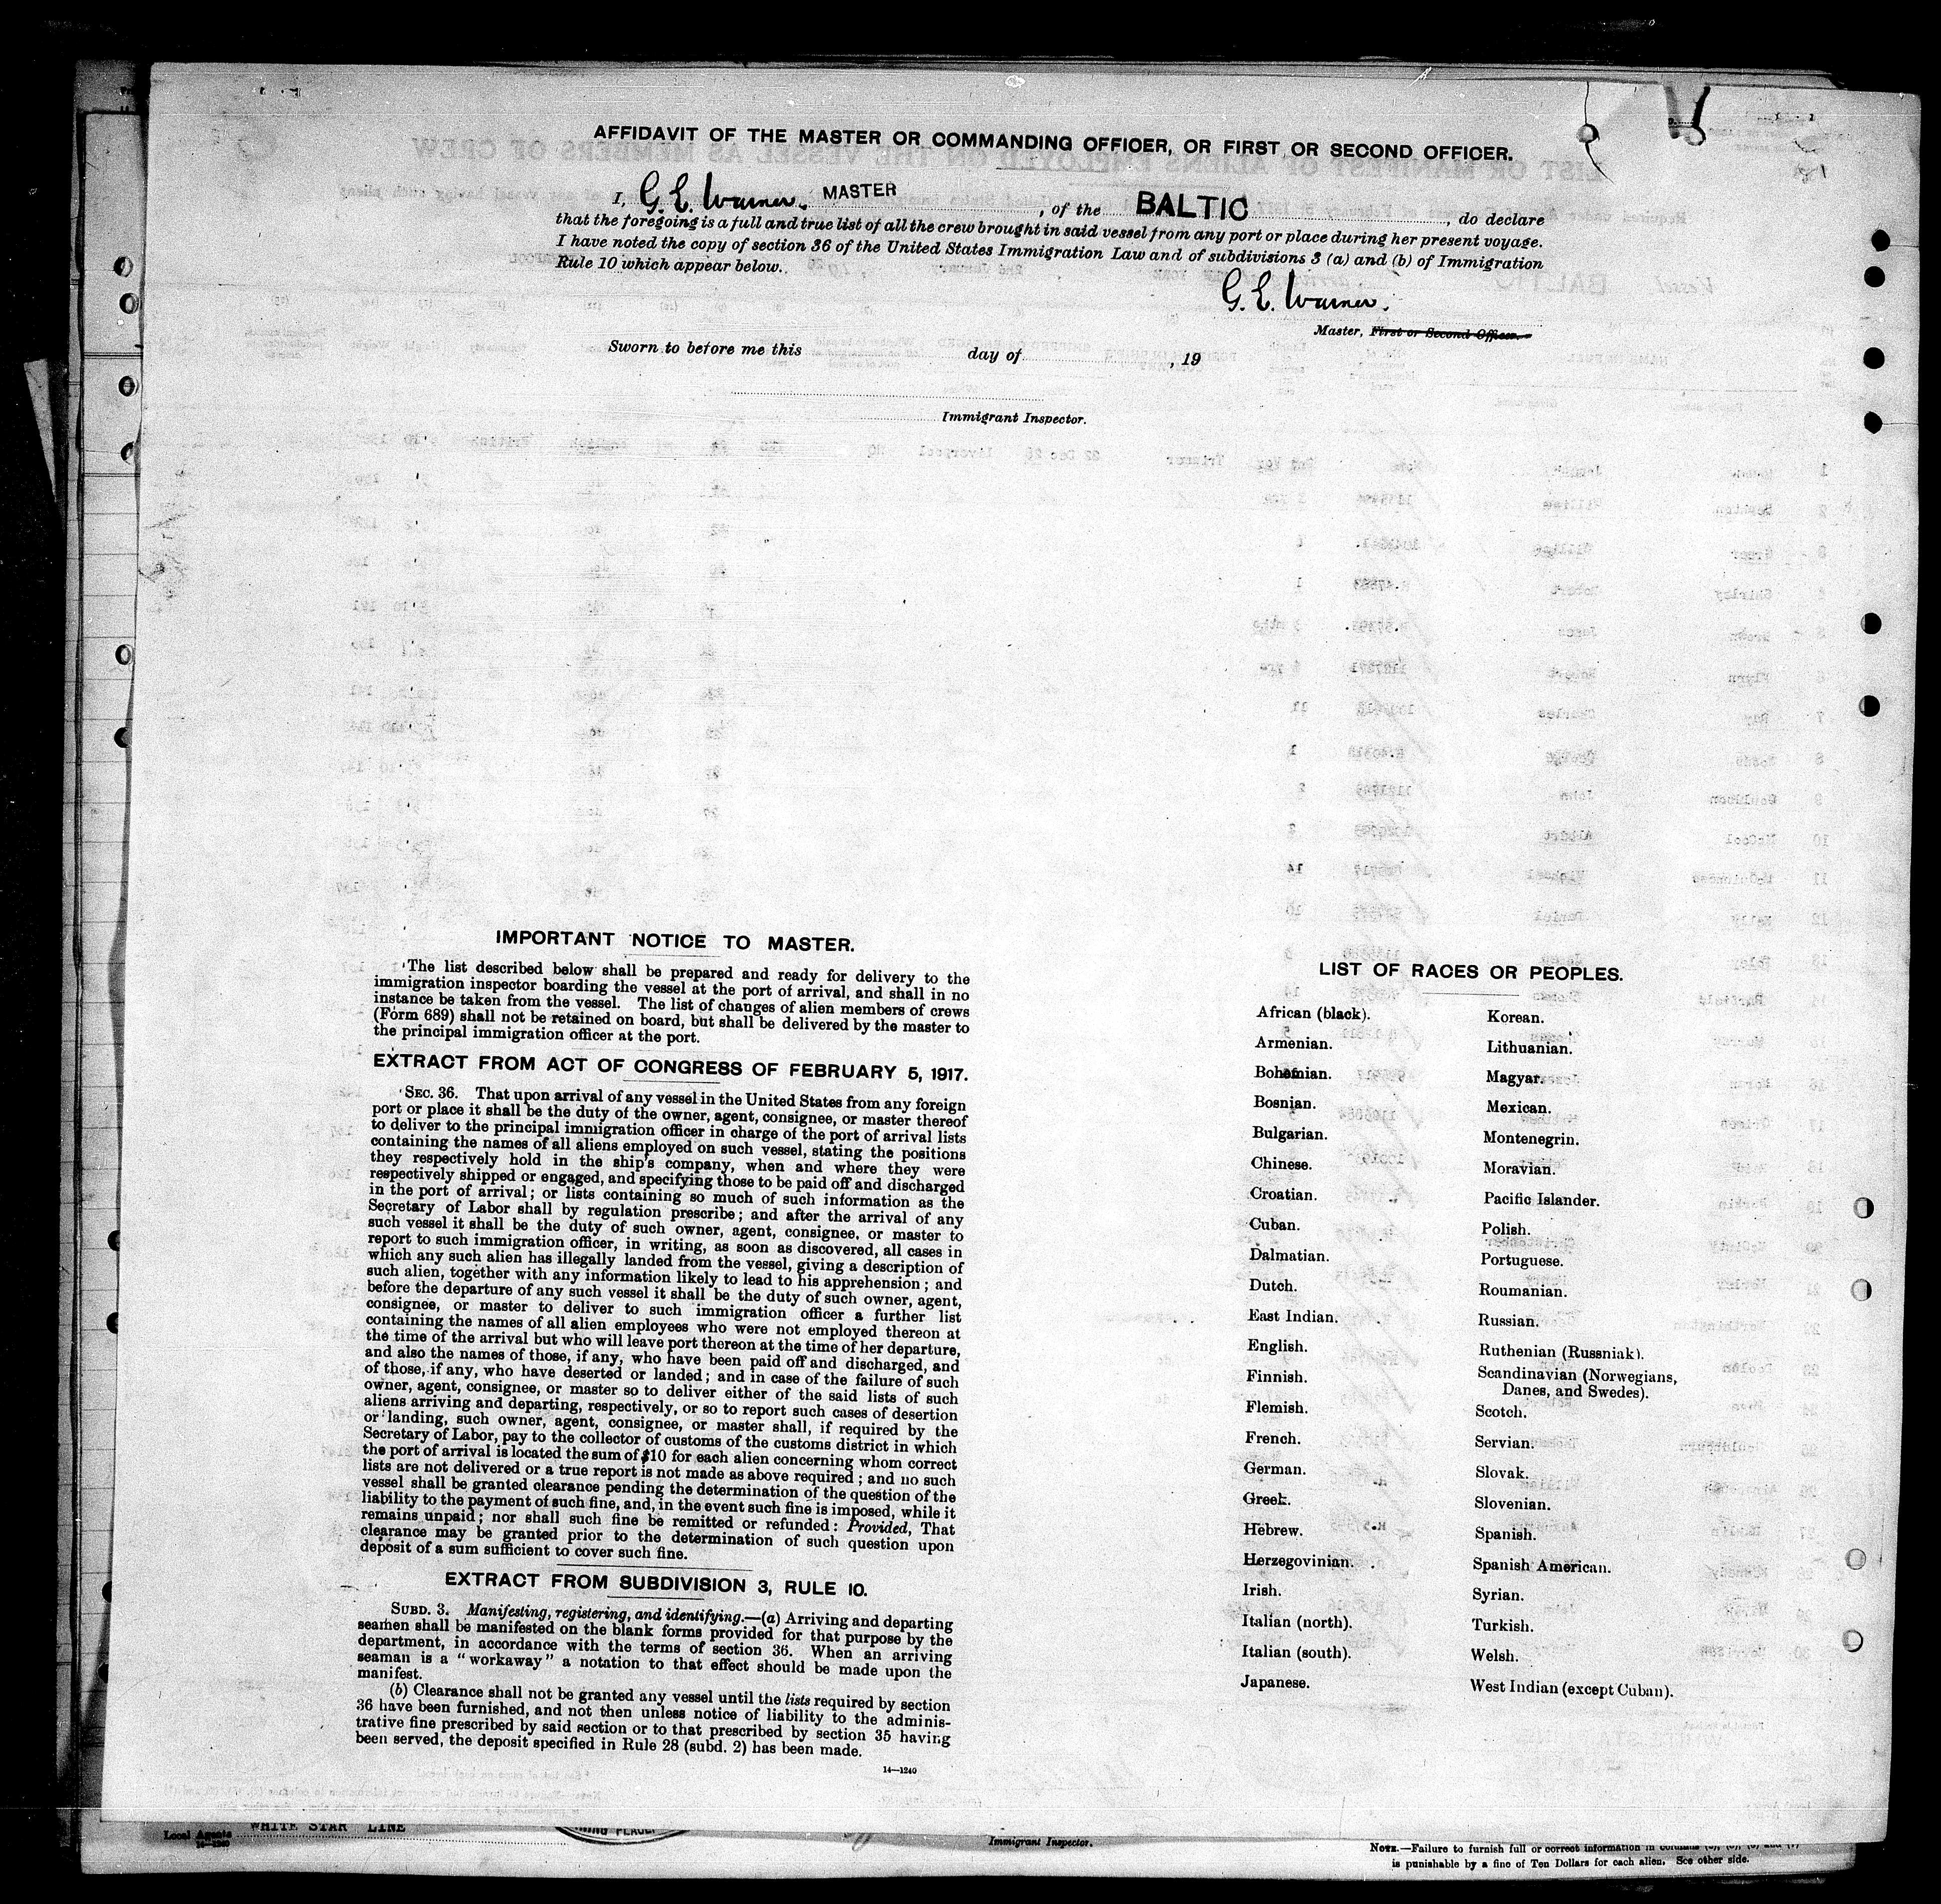 AFFIDAVIT OF THE MASTER OR COMMANDING OFFICER, OR FIRST OR SECOND OFFICER.
I, G. E. Warner. MASTER, of the BALTIC, do declare
that the foregoing is a full and true list of all the crew brought in said vessel from any port or place during her present voyage.
I have noted the copy of section 36 of the United States Immigration Law and of subdivisions 3 (a) and (b) of Immigration
Rule 10 which appear below.
G. E. Warner.
Master, First or Second Officer.
Sworn to before me this day of , 19
Immigrant Inspector.
IMPORTANT NOTICE TO MASTER.
The list described below shall be prepared and ready for delivery to the
immigration inspector boarding the vessel at the port of arrival, and shall in no
instance be taken from the vessel. The list of changes of alien members of crews
(Form 689) shall not be retained on board, but shall be delivered by the master to
the principal immigration officer at the port.
EXTRACT FROM ACT OF CONGRESS OF FEBRUARY 5, 1917.
SEC. 36. That upon arrival of any vessel in the United States from any foreign
port or place it shall be the duty of the owner, agent, consignee, or master thereof
to deliver to the principal immigration officer in charge of the port of arrival lists
containing the names of all aliens employed on such vessel, stating the positions
they respectively hold in the ship's company, when and where they were
respectively shipped or engaged, and specifying those to be paid off and discharged
in the port of arrival; or lists containing so much of such information as the
Secretary of Labor shall by regulation prescribe; and after the arrival of any
such vessel it shall be the duty of such owner, agent, consignee, or master to
report to such immigration officer, in writing, as soon as discovered, all cases in
which any such alien has illegally landed from the vessel, giving a description of
such alien, together with any information likely to lead to his apprehension; and
before the departure of any such vessel it shall be the duty of such owner, agent,
consignee, or master to deliver to such immigration officer a further list
containing the names of all alien employees who were not employed thereon at
the time of the arrival but who will leave port thereon at the time of her departure,
and also the names of those, if any, who have been paid off and discharged, and
of those, if any, who have deserted or landed; and in case of the failure of such
owner, agent, consignee, or master so to deliver either of the said lists of such
aliens arriving and departing, respectively, or so to report such cases of desertion
or landing, such owner, agent, consignee, or master shall, if required by the
Secretary of Labor, pay to the collector of customs of the customs district in which
the port of arrival is located the sum of $10 for each alien concerning whom correct
lists are not delivered or a true report is not made as above required; and no such
vessel shall be granted clearance pending the determination of the question of the
liability to the payment of such fine, and, in the event such fine is imposed, while it
remains unpaid; nor shall such fine be remitted or refunded: Provided, That
clearance may be granted prior to the determination of such question upon
deposit of a sum sufficient to cover such fine.
EXTRACT FROM SUBDIVISION 3, RULE 10.
SUBD. 3. Manifesting, registering, and identifying.—(a) Arriving and departing
seamen shall be manifested on the blank forms provided for that purpose by the
department, in accordance with the terms of section 36. When an arriving
seaman is a "workaway" a notation to that effect should be made upon the
manifest.
(b) Clearance shall not be granted any vessel until the lists required by section
36 have been furnished, and not then unless notice of liability to the adminis-
trative fine prescribed by said section or to that prescribed by section 35 having
been served, the deposit specified in Rule 28 (subd. 2) has been made.
14—1240
LIST OF RACES OR PEOPLES.
African (black).
Armenian.
Bohemian.
Bosnian.
Bulgarian.
Chinese.
Croatian.
Cuban.
Dalmatian.
Dutch.
East Indian.
English.
Finnish.
Flemish.
French.
German.
Greek.
Hebrew.
Herzegovinian.
Irish.
Italian (north).
Italian (south).
Japanese.
Korean.
Lithuanian.
Magyar.
Mexican.
Montenegrin.
Moravian.
Pacific Islander.
Polish.
Portuguese.
Roumanian.
Russian.
Ruthenian (Russniak).
Scandinavian (Norwegians,
Danes, and Swedes).
Scotch.
Servian.
Slovak.
Slovenian.
Spanish.
Spanish American.
Syrian.
Turkish.
Welsh.
West Indian (except Cuban).
Local Agents WHITE STAR LINE
14—1240
Immigrant Inspector.
NOTE.—Failure to furnish full or correct information in columns
is punishable by a fine of Ten Dollars for each alien. See other side.